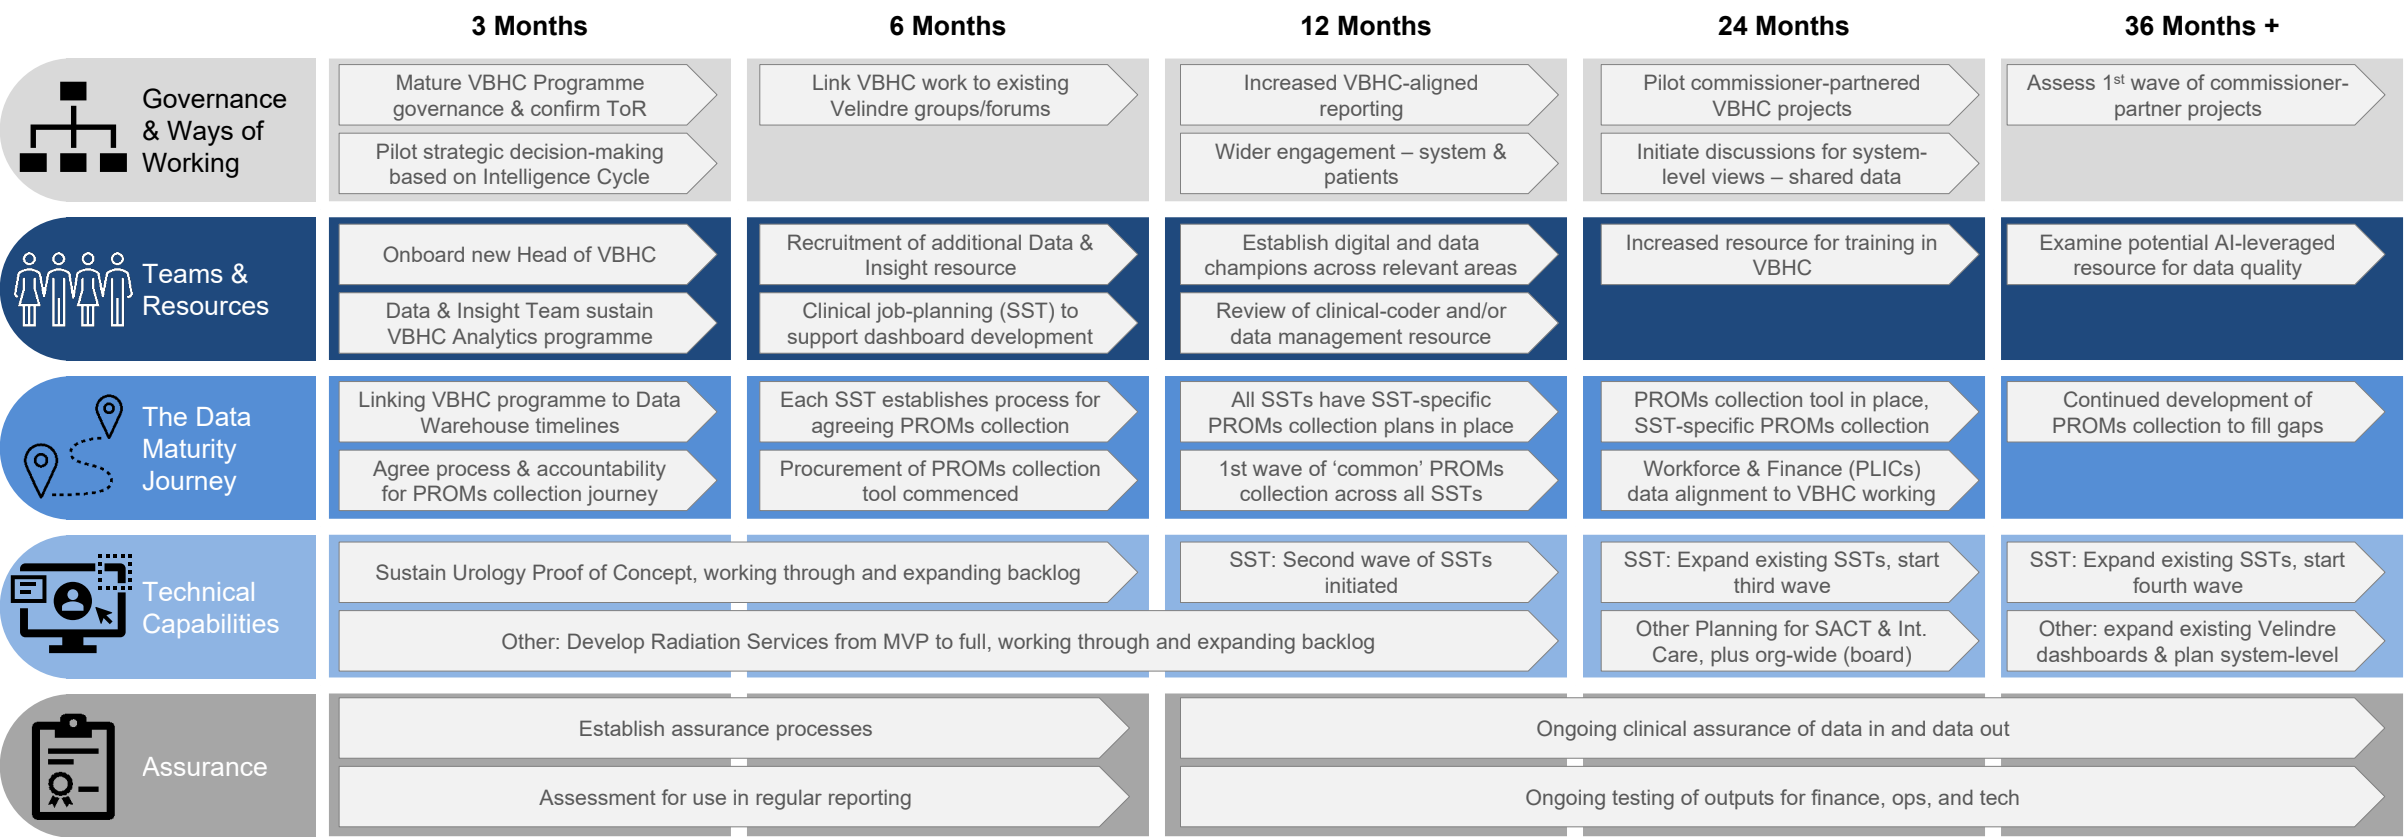 3 Months
6 Months
12 Months
24 Months
36 Months +
Governance
& Ways of
Working
Mature VBHC Programme
governance & confirm ToR
Pilot strategic decision-making
based on Intelligence Cycle
Link VBHC work to existing
Velindre groups/forums
Increased VBHC-aligned
reporting
Wider engagement – system &
patients
Pilot commissioner-partnered
VBHC projects
Initiate discussions for system-
level views – shared data
Assess 1st wave of commissioner-
partner projects
Teams &
Resources
Onboard new Head of VBHC
Data & Insight Team sustain
VBHC Analytics programme
Recruitment of additional Data &
Insight resource
Clinical job-planning (SST) to
support dashboard development
Establish digital and data
champions across relevant areas
Review of clinical-coder and/or
data management resource
Increased resource for training in
VBHC
Examine potential AI-leveraged
resource for data quality
The Data
Maturity
Journey
Linking VBHC programme to Data
Warehouse timelines
Agree process & accountability
for PROMs collection journey
Each SST establishes process for
agreeing PROMs collection
Procurement of PROMs collection
tool commenced
All SSTs have SST-specific
PROMs collection plans in place
1st wave of ‘common’ PROMs
collection across all SSTs
PROMs collection tool in place,
SST-specific PROMs collection
Workforce & Finance (PLICs)
data alignment to VBHC working
Continued development of
PROMs collection to fill gaps
Technical
Capabilities
Sustain Urology Proof of Concept, working through and expanding backlog
Other: Develop Radiation Services from MVP to full, working through and expanding backlog
SST: Second wave of SSTs
initiated
SST: Expand existing SSTs, start
third wave
Other Planning for SACT & Int.
Care, plus org-wide (board)
SST: Expand existing SSTs, start
fourth wave
Other: expand existing Velindre
dashboards & plan system-level
Assurance
Establish assurance processes
Assessment for use in regular reporting
Ongoing clinical assurance of data in and data out
Ongoing testing of outputs for finance, ops, and tech